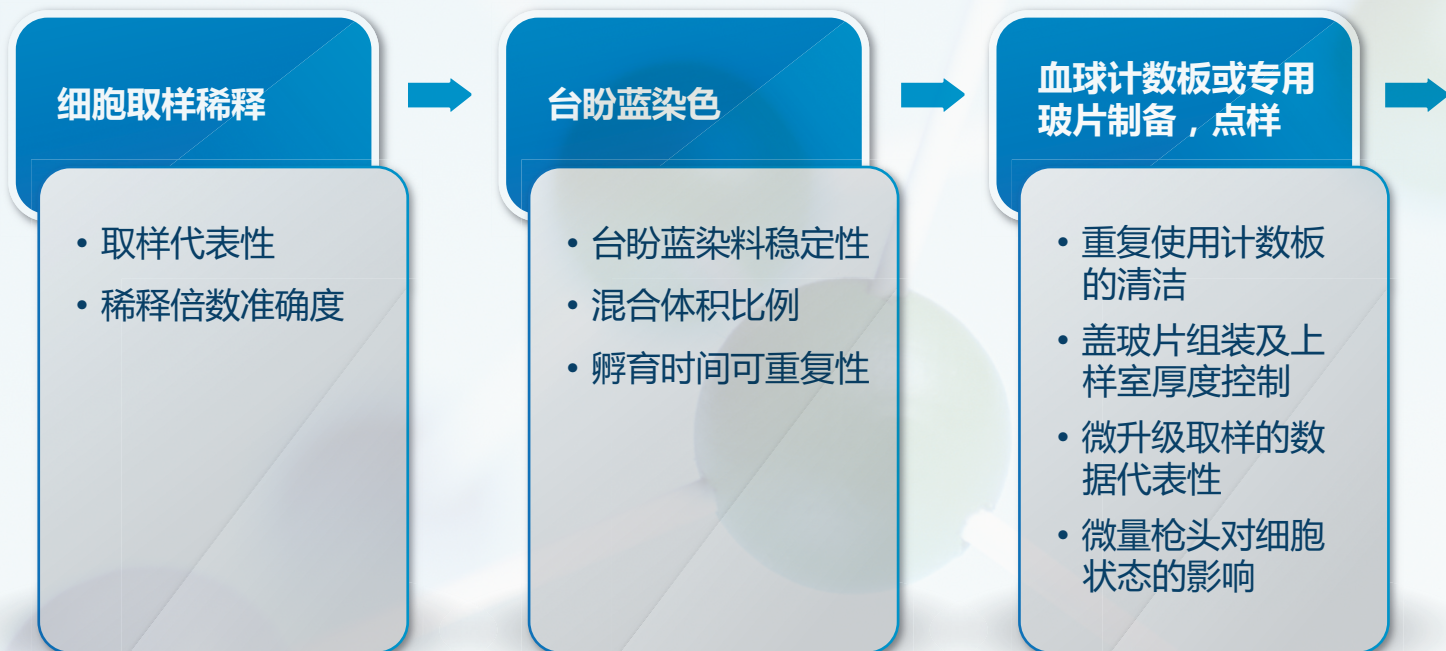 细胞取样稀释
• 取样代表性
• 稀释倍数准确度
台盼蓝染色
• 台盼蓝染料稳定性
• 混合体积比例
• 孵育时间可重复性
血球计数板或专用
玻片制备，点样
• 重复使用计数板
的清洁
• 盖玻片组装及上
样室厚度控制
• 微升级取样的数
据代表性
• 微量枪头对细胞
状态的影响